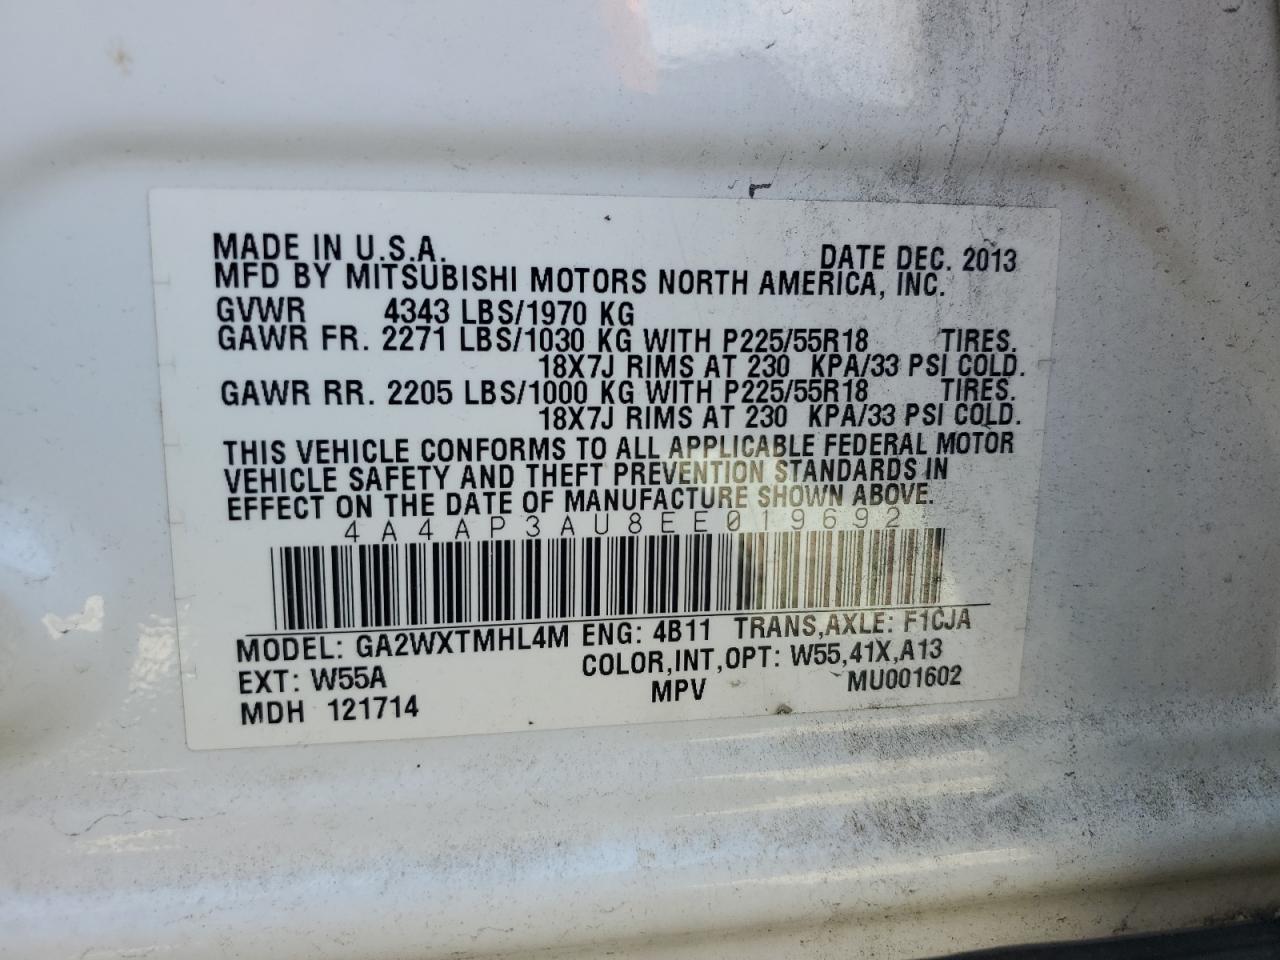 MADE IN U.S.A. DATE DEC. 2013
MFD BY MITSUBISHI MOTORS NORTH AMERICA, INC.
GVWR 4343 LBS/1970 KG
GAWR FR. 2271 LBS/1030 KG WITH P225/55R18 TIRES.
18X7J RIMS AT 230 KPA/33 PSI COLD.
GAWR RR. 2205 LBS/1000 KG WITH P225/55R18 TIRES.
18X7J RIMS AT 230 KPA/33 PSI COLD.
THIS VEHICLE CONFORMS TO ALL APPLICABLE FEDERAL MOTOR
VEHICLE SAFETY AND THEFT PREVENTION STANDARDS IN
EFFECT ON THE DATE OF MANUFACTURE SHOWN ABOVE.
4A4AP3AU8EE019692
MODEL: GA2WXTMHL4M ENG: 4B11 TRANS,AXLE: F1CJA
EXT: W55A COLOR,INT,OPT: W55,41X,A13
MDH 121714 MPV MU001602